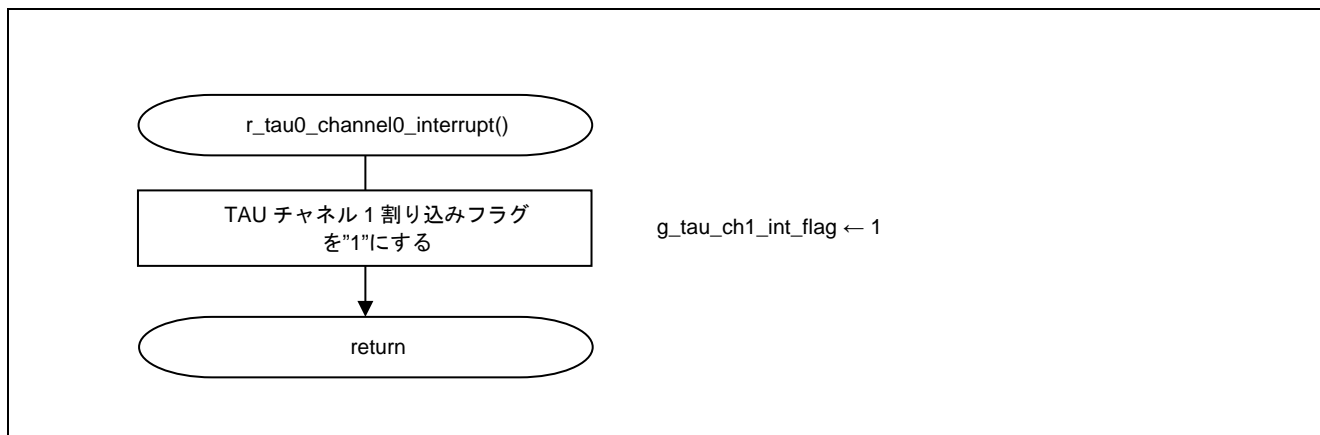 r_tau0_channel0_interrupt()
TAU チャネル 1 割り込みフラグ
を”1”にする
g_tau_ch1_int_flag ← 1
return